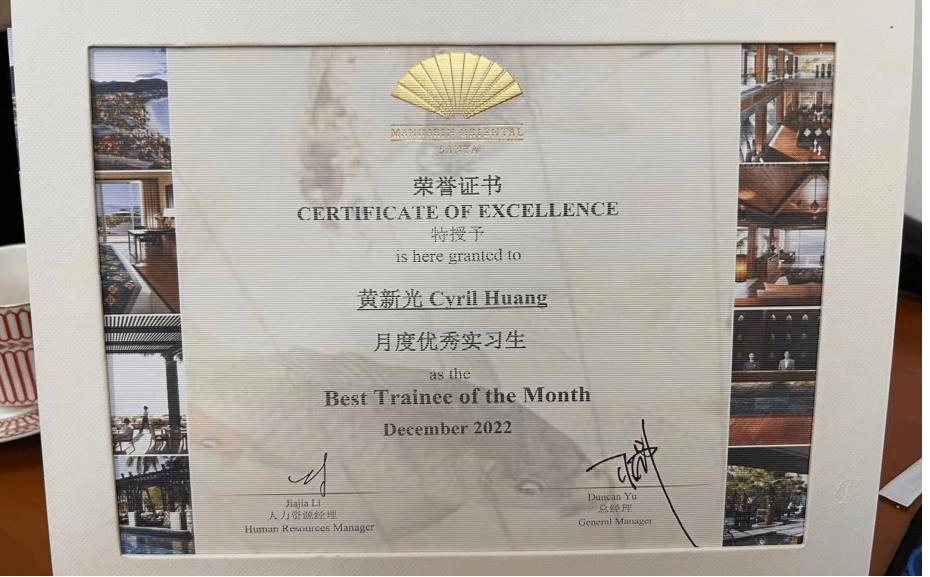 MANDARIN ORIENTAL
SANYA
荣誉证书
CERTIFICATE OF EXCELLENCE
特授予
is here granted to
黄新光 Cyril Huang
月度优秀实习生
as the
Best Trainee of the Month
December 2022
Jiajia Li
人力资源经理
Human Resources Manager
Duncan Yu
总经理
General Manager